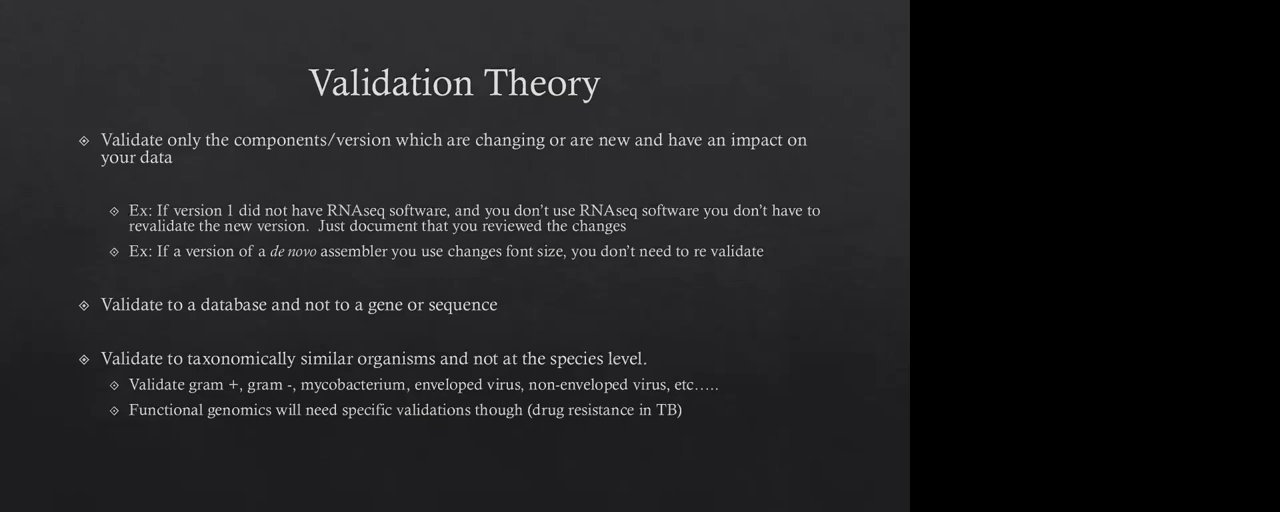 Validation Theory
Validate only the components/version which are changing or are new and have an impact on
your data
Ex: If version 1 did not have RNAseq software, and you don't use RNAseq software you don't have to
revalidate the new version.  Just document that you reviewed the changes
Ex: If a version of a de novo assembler you use changes font size, you don't need to re validate
Validate to a database and not to a gene or sequence
Validate to taxonomically similar organisms and not at the species level.
Validate gram +, gram -, mycobacterium, enveloped virus, non-enveloped virus, etc…..
Functional genomics will need specific validations though (drug resistance in TB)